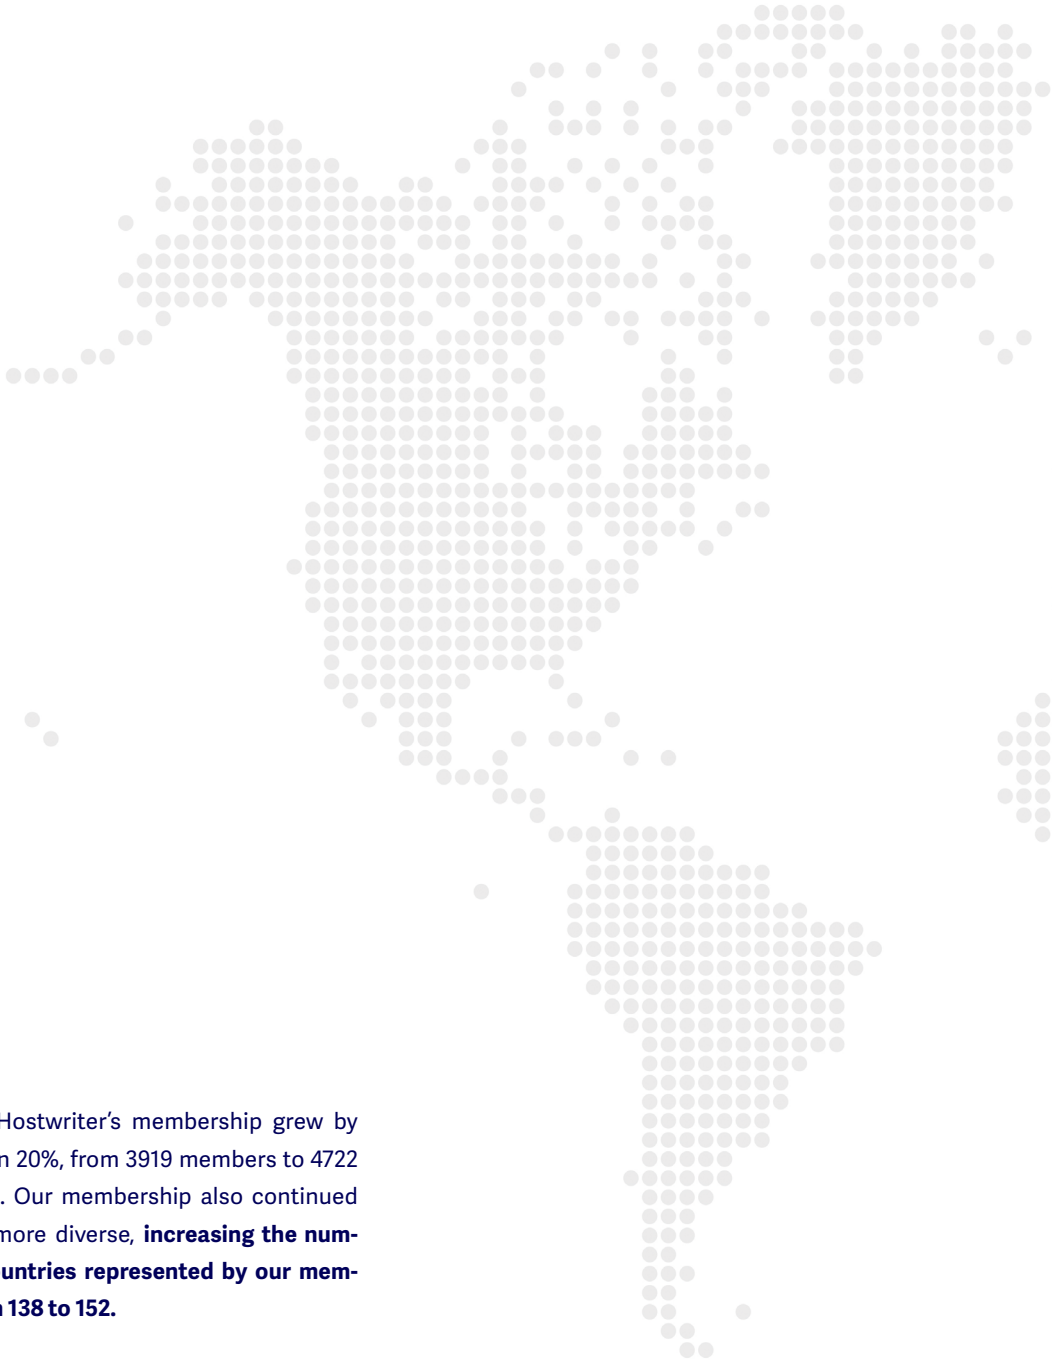 Hostwriter’s membership grew by
n 20%, from 3919 members to 4722
. Our membership also continued
more diverse, increasing the num-
untries represented by our mem-
138 to 152.